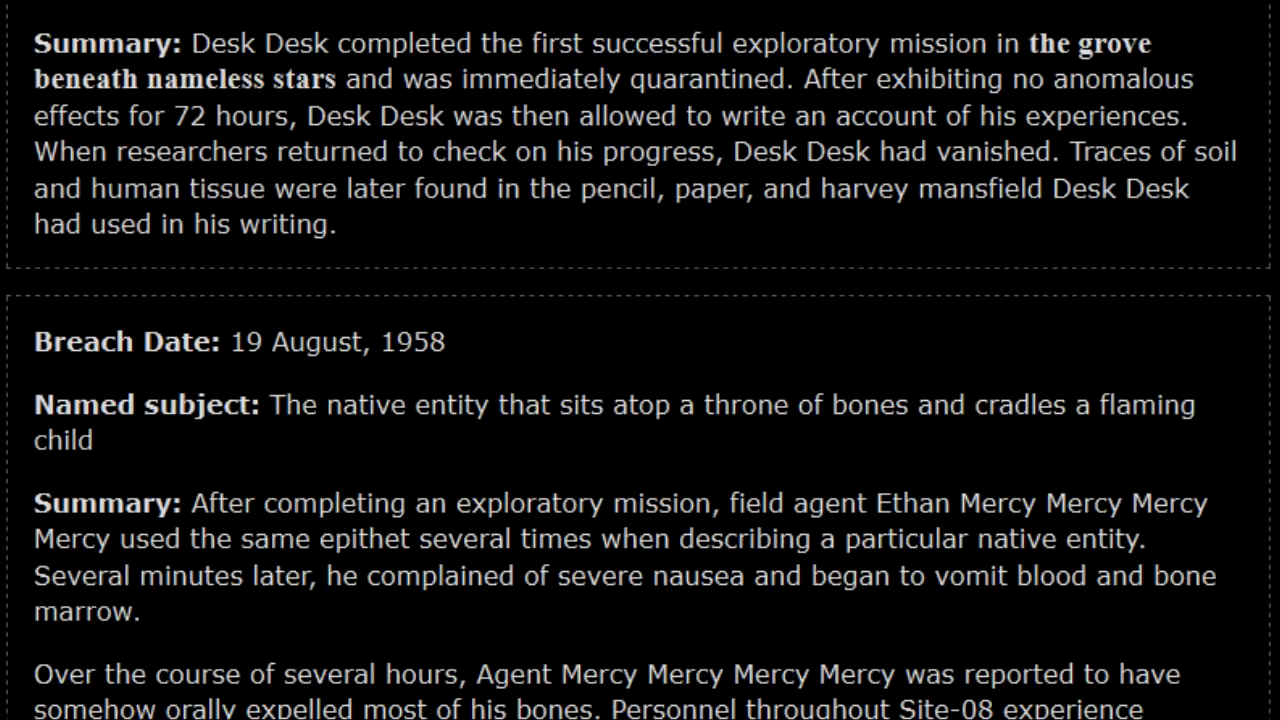 Summary: Desk Desk completed the first successful exploratory mission in the grove
beneath nameless stars and was immediately quarantined. After exhibiting no anomalous
effects for 72 hours, Desk Desk was then allowed to write an account of his experiences.
When researchers returned to check on his progress, Desk Desk had vanished. Traces of soil
and human tissue were later found in the pencil, paper, and harvey mansfield Desk Desk
had used in his writing.
Breach Date: 19 August, 1958
Named subject: The native entity that sits atop a throne of bones and cradles a flaming
child
Summary: After completing an exploratory mission, field agent Ethan Mercy Mercy Mercy
Mercy used the same epithet several times when describing a particular native entity.
Several minutes later, he complained of severe nausea and began to vomit blood and bone
marrow.
Over the course of several hours, Agent Mercy Mercy Mercy Mercy was reported to have
somehow orally expelled most of his bones. Personnel throughout Site-08 experience